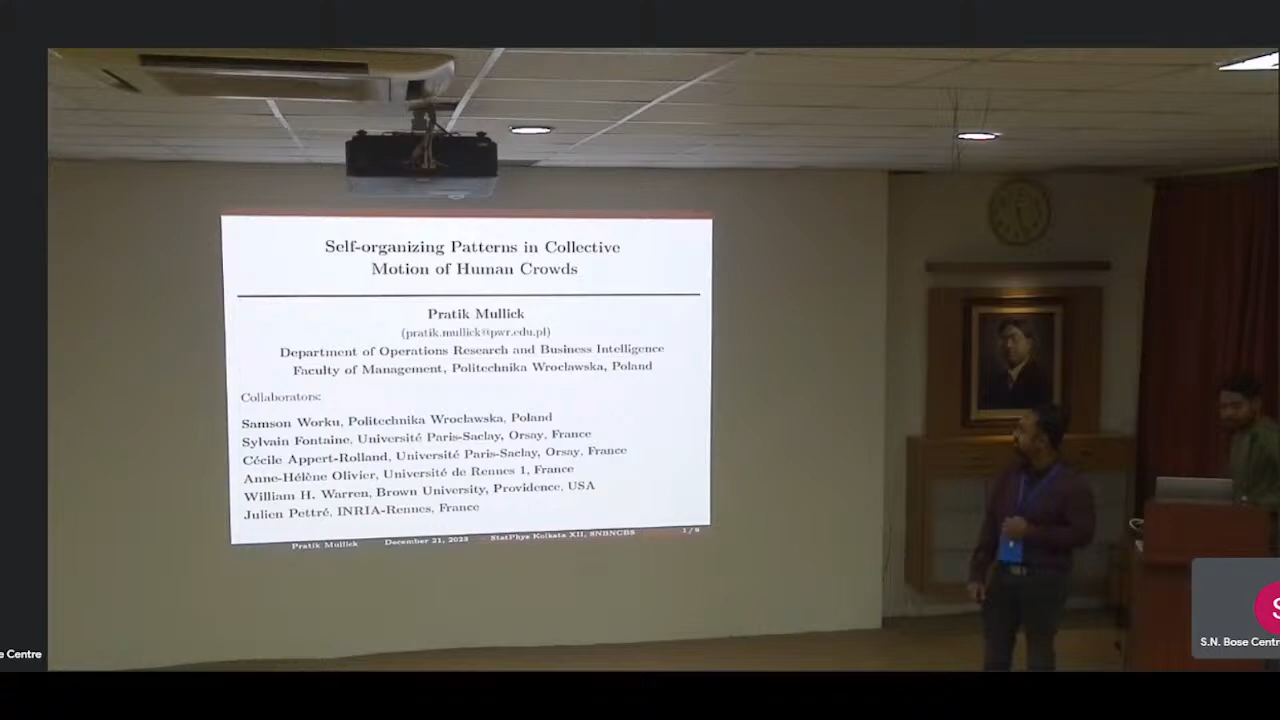 Self-organizing Patterns in Collective
Motion of Human Crowds
Pratik Mullick
(pratik.mullick@pwr.edu.pl)
Department of Operations Research and Business Intelligence
Faculty of Management, Politechnika Wrocławska, Poland
Collaborators:
Samson Worku, Politechnika Wrocławska, Poland
Sylvain Fontaine, Université Paris-Saclay, Orsay, France
Cécile Appert-Rolland, Université Paris-Saclay, Orsay, France
Anne-Hélène Olivier, Université de Rennes 1, France
William H. Warren, Brown University, Providence, USA
Julien Pettré, INRIA-Rennes, France
Pratik Mullick December 21, 2023 StatPhys Kolkata XII, SNBNCBS 1 / 8
e Centre
S
S.N. Bose Centr